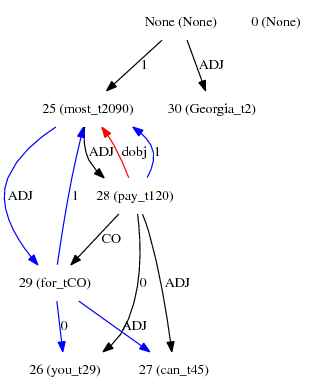 None (None) 0 (None)
1 ADJ
25 (most_t2090) 30 (Georgia_t2)
ADJ dobj 1
ADJ 1 28 (pay_t120)
CO
29 (for_tCO) 0 ADJ
0 ADJ
26 (you_t29) 27 (can_t45)